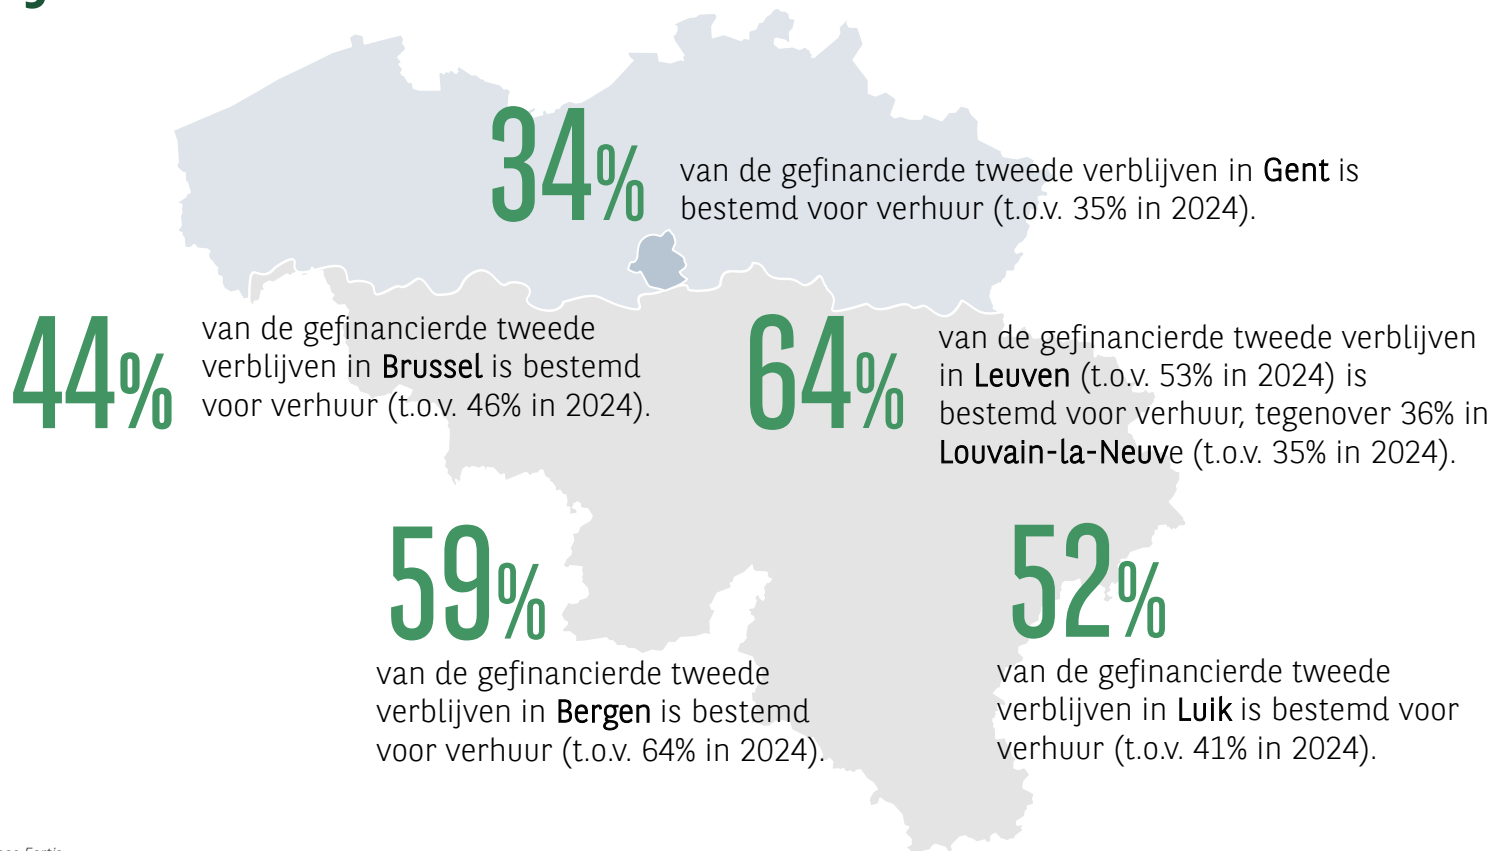 34%
van de gefinancierde tweede verblijven in Gent is
bestemd voor verhuur (t.o.v. 35% in 2024).
44%
van de gefinancierde tweede
verblijven in Brussel is bestemd
voor verhuur (t.o.v. 46% in 2024).
64%
van de gefinancierde tweede verblijven
in Leuven (t.o.v. 53% in 2024) is
bestemd voor verhuur, tegenover 36% in
Louvain-la-Neuve (t.o.v. 35% in 2024).
59%
van de gefinancierde tweede
verblijven in Bergen is bestemd
voor verhuur (t.o.v. 64% in 2024).
52%
van de gefinancierde tweede
verblijven in Luik is bestemd voor
verhuur (t.o.v. 41% in 2024).